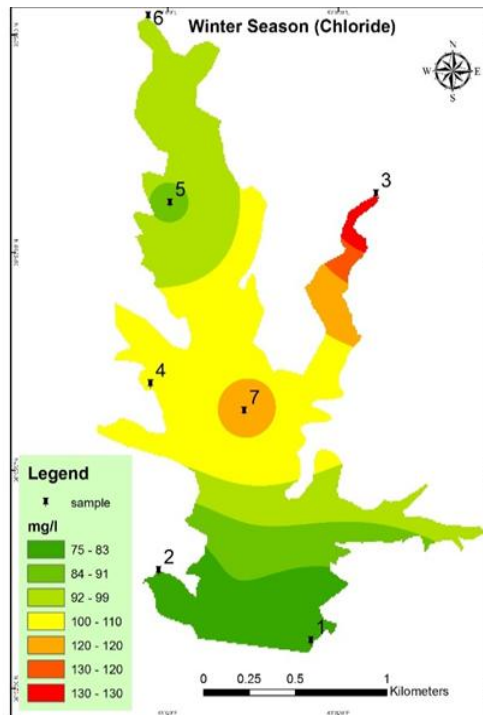 Winter Season (Chloride)
N
W E
S
6
5
3
4
7
2
1
Legend
sample
mg/l
75 - 83
84 - 91
92 - 99
100 - 110
120 - 120
130 - 120
130 - 130
0 0.25 0.5 1
Kilometers